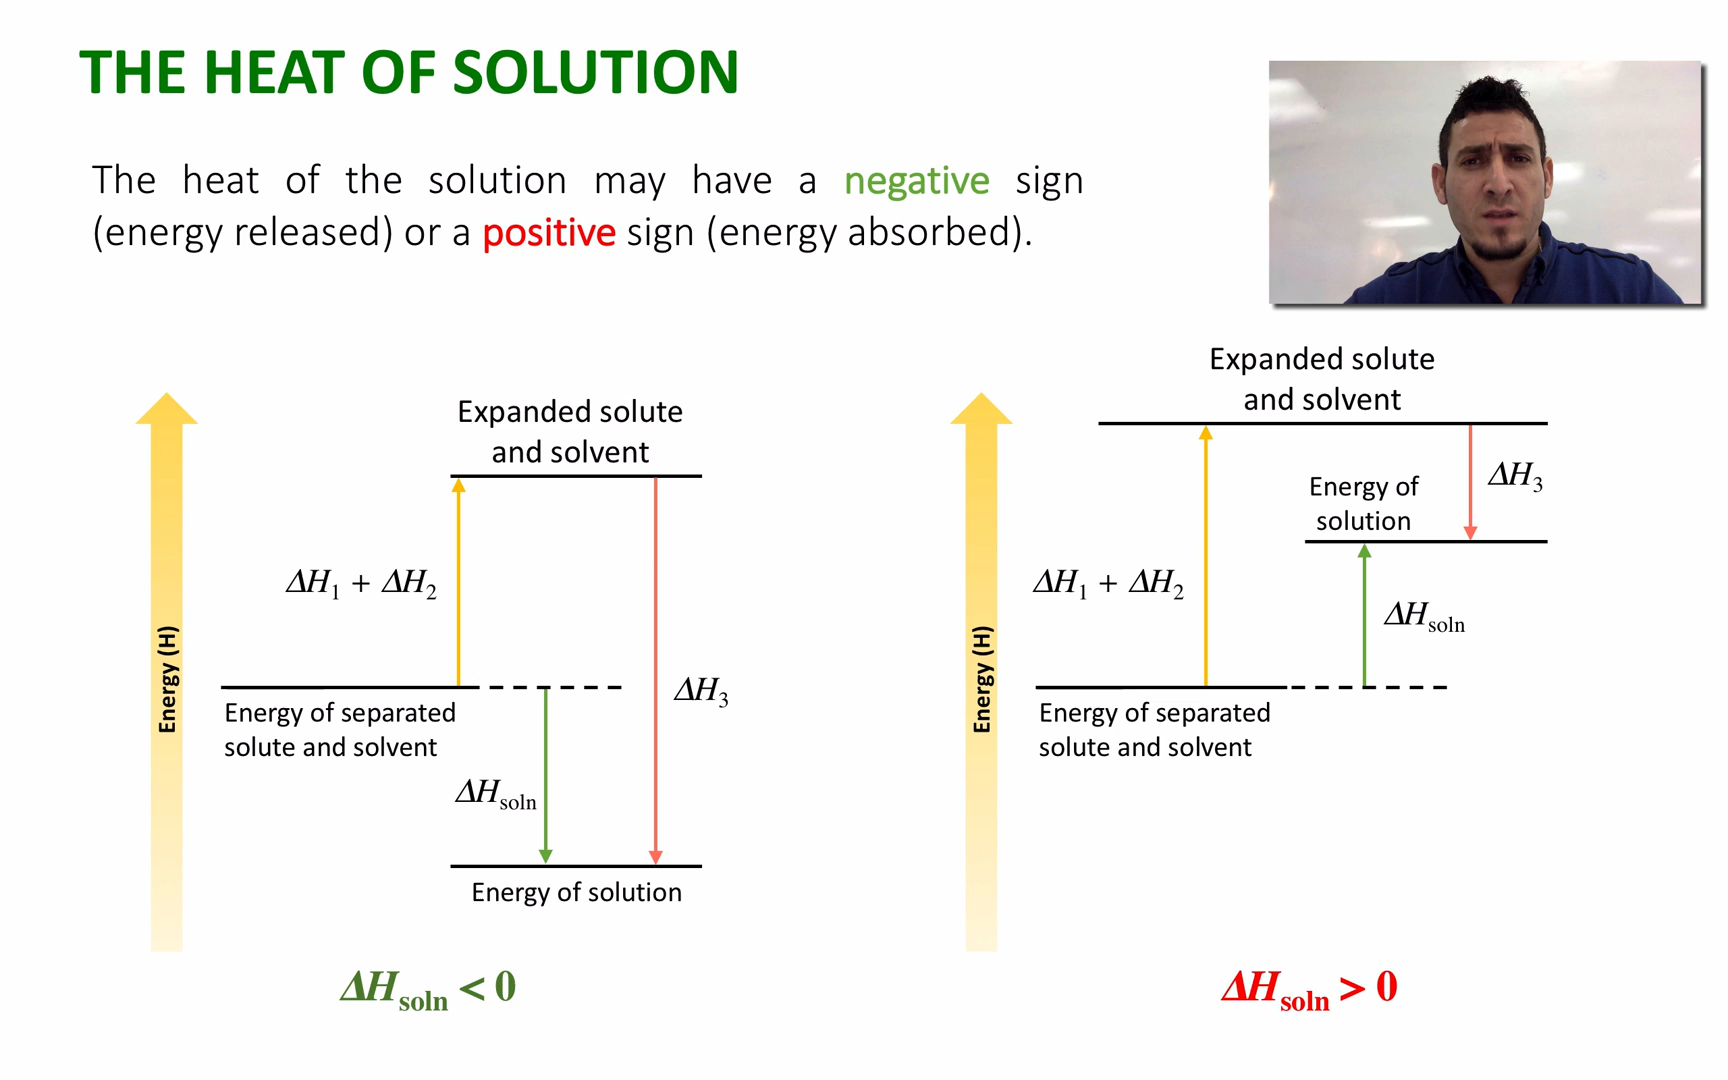 THE HEAT OF SOLUTION
The heat of the solution may have a negative sign
(energy released) or a positive sign (energy absorbed).
Energy (H)
Expanded solute
and solvent
ΔH₁ + ΔH₂
ΔH₃
Energy of separated
solute and solvent
ΔHsoln
Energy of solution
ΔHsoln < 0
Energy (H)
Expanded solute
and solvent
ΔH₃
Energy of
solution
ΔH₁ + ΔH₂
ΔHsoln
Energy of separated
solute and solvent
ΔHsoln > 0